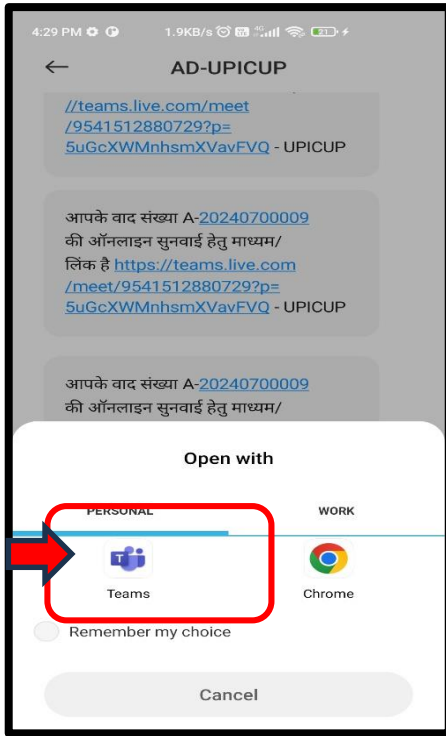 4:29 PM
1.9KB/s 4G 21
AD-UPICUP
//teams.live.com/meet
/9541512880729?p=
5uGcXWMnhsmXVavFVQ - UPICUP
आपके वाद संख्या A-20240700009
की ऑनलाइन सुनवाई हेतु माध्यम/
लिंक है https://teams.live.com
/meet/9541512880729?p=
5uGcXWMnhsmXVavFVQ - UPICUP
आपके वाद संख्या A-20240700009
की ऑनलाइन सुनवाई हेतु माध्यम/
Open with
PERSONAL WORK
Teams Chrome
Remember my choice
Cancel